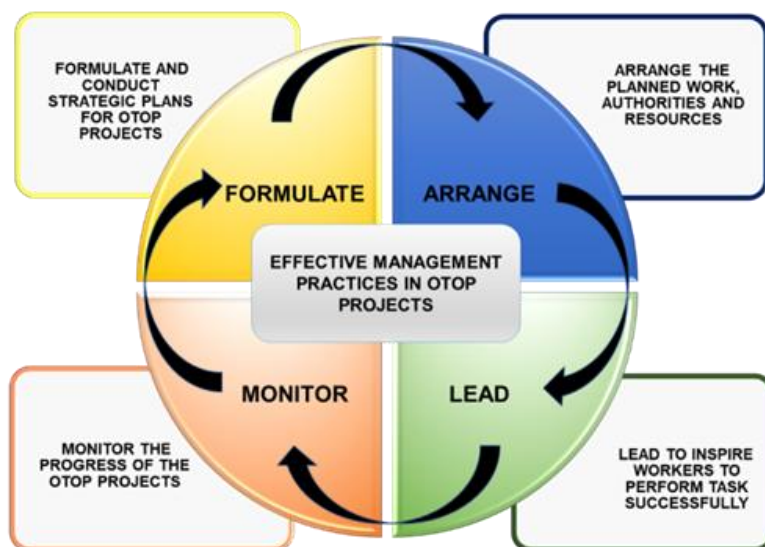 FORMULATE AND
CONDUCT
STRATEGIC PLANS
FOR OTOP
PROJECTS
ARRANGE THE
PLANNED WORK,
AUTHORITIES AND
RESOURCES
FORMULATE
ARRANGE
EFFECTIVE MANAGEMENT
PRACTICES IN OTOP
PROJECTS
MONITOR
LEAD
MONITOR THE
PROGRESS OF THE
OTOP PROJECTS
LEAD TO INSPIRE
WORKERS TO
PERFORM TASK
SUCCESSFULLY